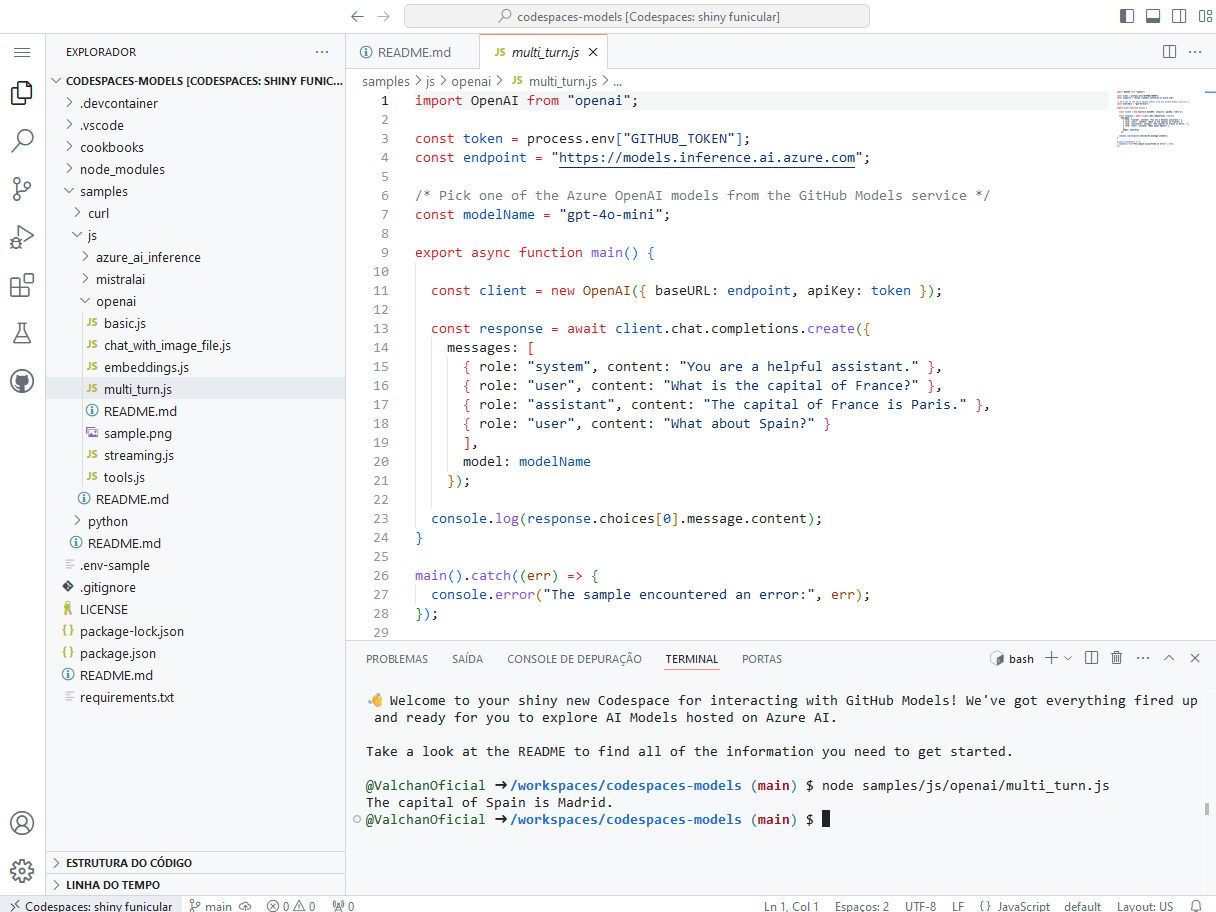 codespaces-models [Codespaces: shiny funicular]
EXPLORADOR
CODESPACES-MODELS [CODESPACES: SHINY FUNIC...
.devcontainer
.vscode
cookbooks
node_modules
samples
curl
js
azure_ai_inference
mistralai
openai
JS basic.js
JS chat_with_image_file.js
JS embeddings.js
JS multi_turn.js
README.md
sample.png
JS streaming.js
JS tools.js
README.md
python
README.md
.env-sample
.gitignore
LICENSE
{} package-lock.json
{} package.json
README.md
requirements.txt
ESTRUTURA DO CÓDIGO
LINHA DO TEMPO
README.md
JS multi_turn.js
samples > js > openai > JS multi_turn.js > ...
1 import OpenAI from "openai";
2
3 const token = process.env["GITHUB_TOKEN"];
4 const endpoint = "https://models.inference.ai.azure.com";
5
6 /* Pick one of the Azure OpenAI models from the GitHub Models service */
7 const modelName = "gpt-4o-mini";
8
9 export async function main() {
10
11 const client = new OpenAI({ baseURL: endpoint, apiKey: token });
12
13 const response = await client.chat.completions.create({
14 messages: [
15 { role: "system", content: "You are a helpful assistant." },
16 { role: "user", content: "What is the capital of France?" },
17 { role: "assistant", content: "The capital of France is Paris." },
18 { role: "user", content: "What about Spain?" }
19 ],
20 model: modelName
21 });
22
23 console.log(response.choices[0].message.content);
24 }
25
26 main().catch((err) => {
27 console.error("The sample encountered an error:", err);
28 });
29
PROBLEMAS SAÍDA CONSOLE DE DEPURAÇÃO TERMINAL PORTAS
bash
👋 Welcome to your shiny new Codespace for interacting with GitHub Models! We've got everything fired up
and ready for you to explore AI Models hosted on Azure AI.
Take a look at the README to find all of the information you need to get started.
@ValchanOficial ➜ /workspaces/codespaces-models (main) $ node samples/js/openai/multi_turn.js
The capital of Spain is Madrid.
@ValchanOficial ➜ /workspaces/codespaces-models (main) $
Codespaces: shiny funicular main 0 0 0 Ln 1, Col 1 Espaços: 2 UTF-8 LF {} JavaScript default Layout: US